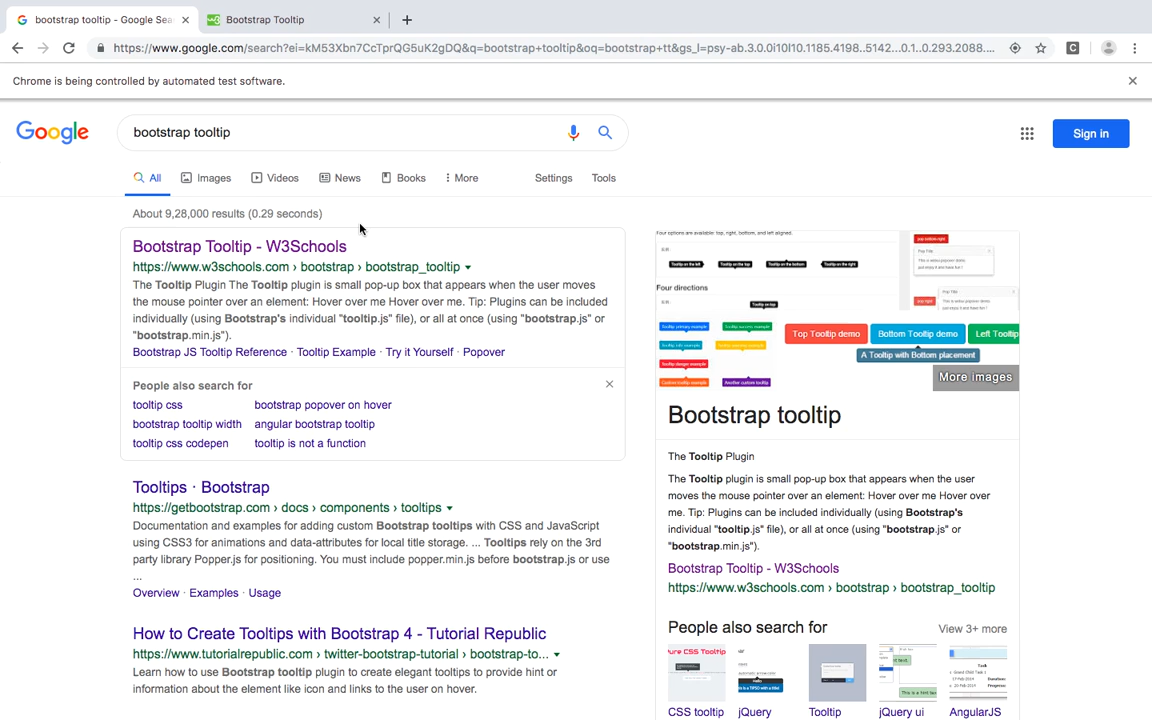 bootstrap tooltip - Google Sea
Bootstrap Tooltip
https://www.google.com/search?ei=kM53Xbn7CcTprQG5uK2gDQ&q=bootstrap+tooltip&oq=bootstrap+tt&gs_l=psy-ab.3.0.0i10l10.1185.4198..5142...0.1..0.293.2088....
Chrome is being controlled by automated test software.
Google
bootstrap tooltip
Sign in
All Images Videos News Books More Settings Tools
About 9,28,000 results (0.29 seconds)
Bootstrap Tooltip - W3Schools
https://www.w3schools.com › bootstrap › bootstrap_tooltip
The Tooltip Plugin The Tooltip plugin is small pop-up box that appears when the user moves
the mouse pointer over an element: Hover over me Hover over me. Tip: Plugins can be included
individually (using Bootstrap's individual "tooltip.js" file), or all at once (using "bootstrap.js" or
"bootstrap.min.js").
Bootstrap JS Tooltip Reference · Tooltip Example · Try it Yourself · Popover
People also search for
tooltip css bootstrap popover on hover
bootstrap tooltip width angular bootstrap tooltip
tooltip css codepen tooltip is not a function
Tooltips · Bootstrap
https://getbootstrap.com › docs › components › tooltips
Documentation and examples for adding custom Bootstrap tooltips with CSS and JavaScript
using CSS3 for animations and data-attributes for local title storage. ... Tooltips rely on the 3rd
party library Popper.js for positioning. You must include popper.min.js before bootstrap.js or use
...
Overview · Examples · Usage
How to Create Tooltips with Bootstrap 4 - Tutorial Republic
https://www.tutorialrepublic.com › twitter-bootstrap-tutorial › bootstrap-to...
Learn how to use Bootstrap tooltip plugin to create elegant tooltips to provide hint or
information about the element like icon and links to the user on hover.
Four options are available: top, right, bottom, and left aligned.
Tooltip on the left Tooltip on the top Tooltip on the bottom Tooltip on the right
Four directions
Tooltip on top
pop bottom-right
Pop Title
pop right
Pop Title
Top Tooltip demo
Bottom Tooltip demo
Left Tooltip
A Tooltip with Bottom placement
More images
Bootstrap tooltip
The Tooltip Plugin
The Tooltip plugin is small pop-up box that appears when the user
moves the mouse pointer over an element: Hover over me Hover over
me. Tip: Plugins can be included individually (using Bootstrap's
individual "tooltip.js" file), or all at once (using "bootstrap.js" or
"bootstrap.min.js").
Bootstrap Tooltip - W3Schools
https://www.w3schools.com › bootstrap › bootstrap_tooltip
People also search for
View 3+ more
CSS tooltip
jQuery
Tooltip
jQuery ui
AngularJS